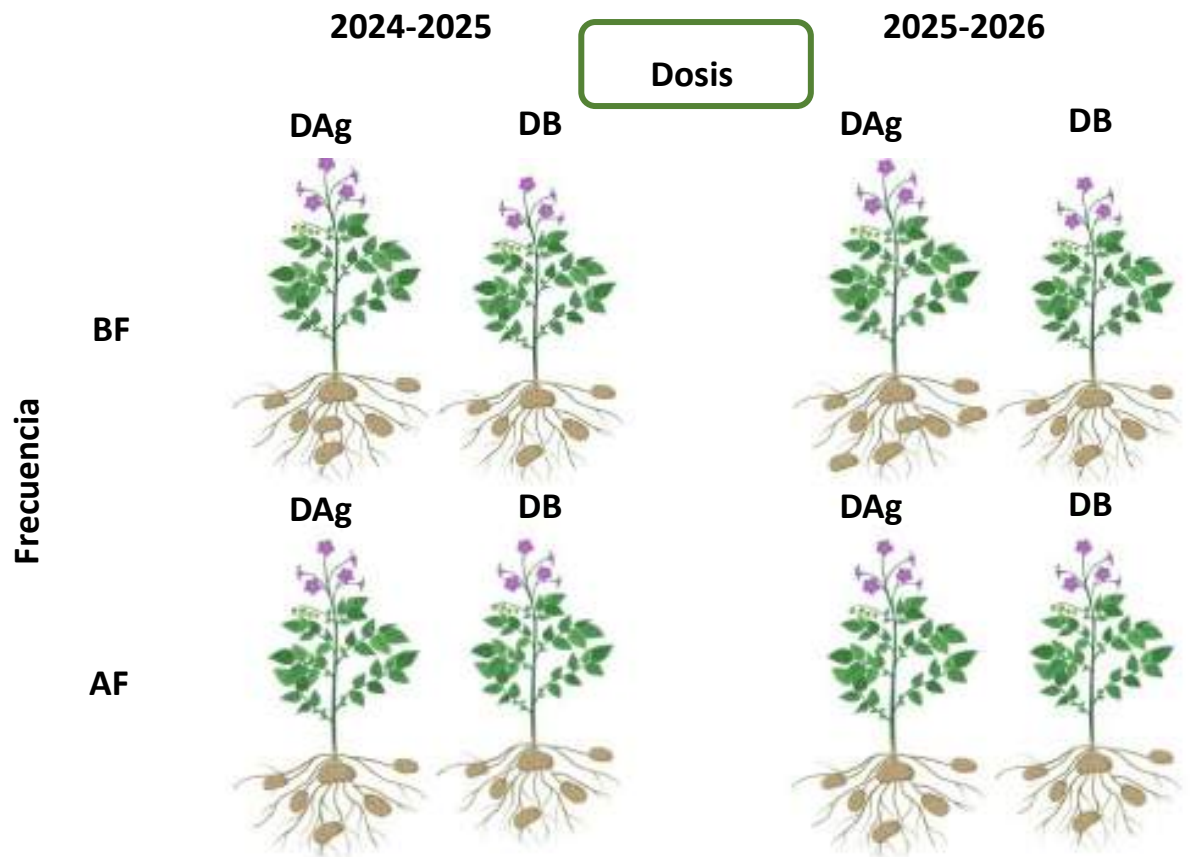 2024-2025
2025-2026
Dosis
DAg
DB
DAg
DB
BF
Frecuencia
DAg
DB
DAg
DB
AF